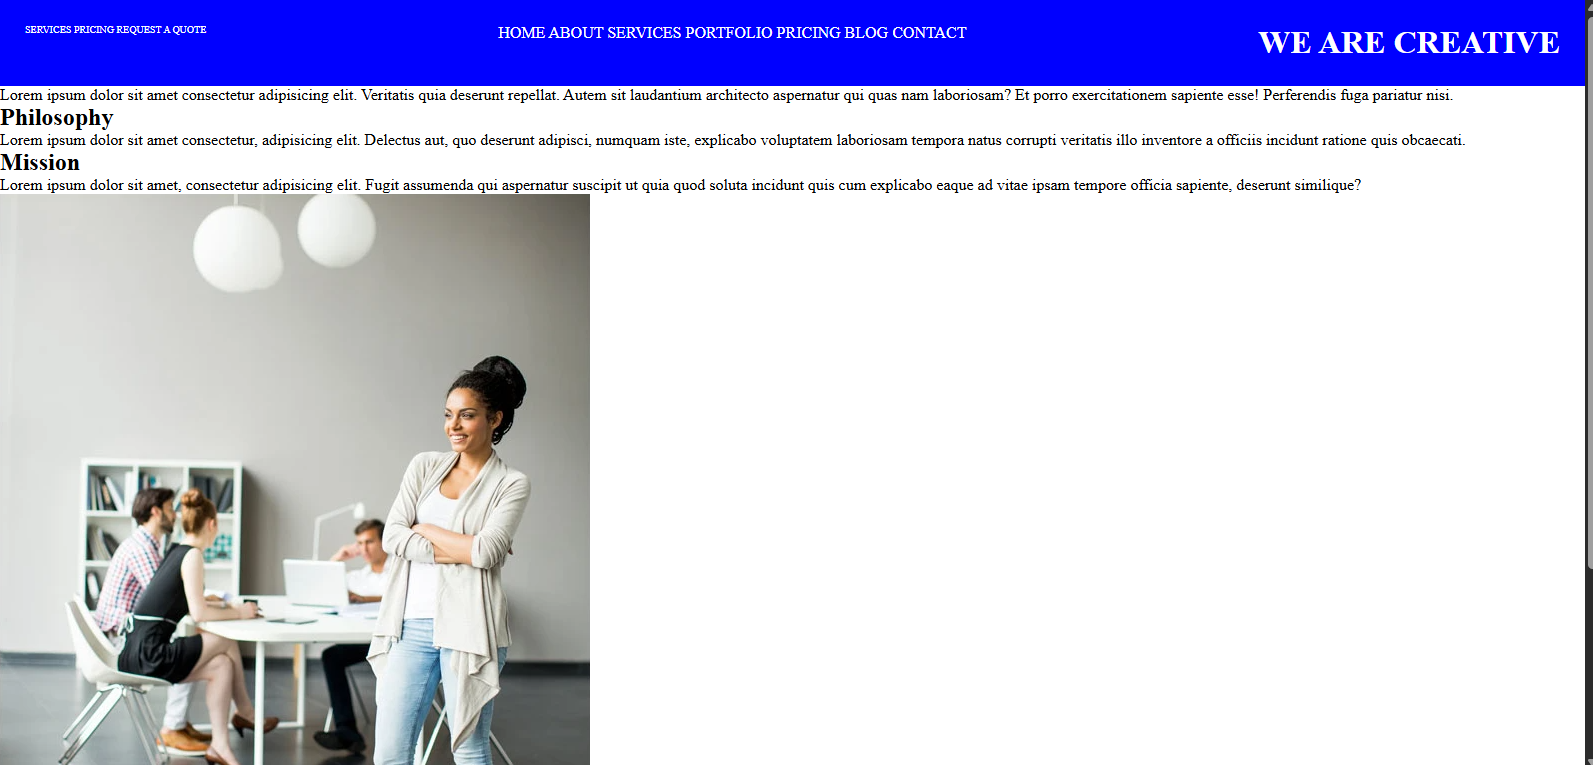 SERVICES PRICING REQUEST A QUOTE
HOME ABOUT SERVICES PORTFOLIO PRICING BLOG CONTACT
WE ARE CREATIVE
Lorem ipsum dolor sit amet consectetur adipisicing elit. Veritatis quia deserunt repellat. Autem sit laudantium architecto aspernatur qui quas nam laboriosam? Et porro exercitationem sapiente esse! Perferendis fuga pariatur nisi.
Philosophy
Lorem ipsum dolor sit amet consectetur, adipisicing elit. Delectus aut, quo deserunt adipisci, numquam iste, explicabo voluptatem laboriosam tempora natus corrupti veritatis illo inventore a officiis incidunt ratione quis obcaecati.
Mission
Lorem ipsum dolor sit amet, consectetur adipisicing elit. Fugit assumenda qui aspernatur suscipit ut quia quod soluta incidunt quis cum explicabo eaque ad vitae ipsam tempore officia sapiente, deserunt similique?